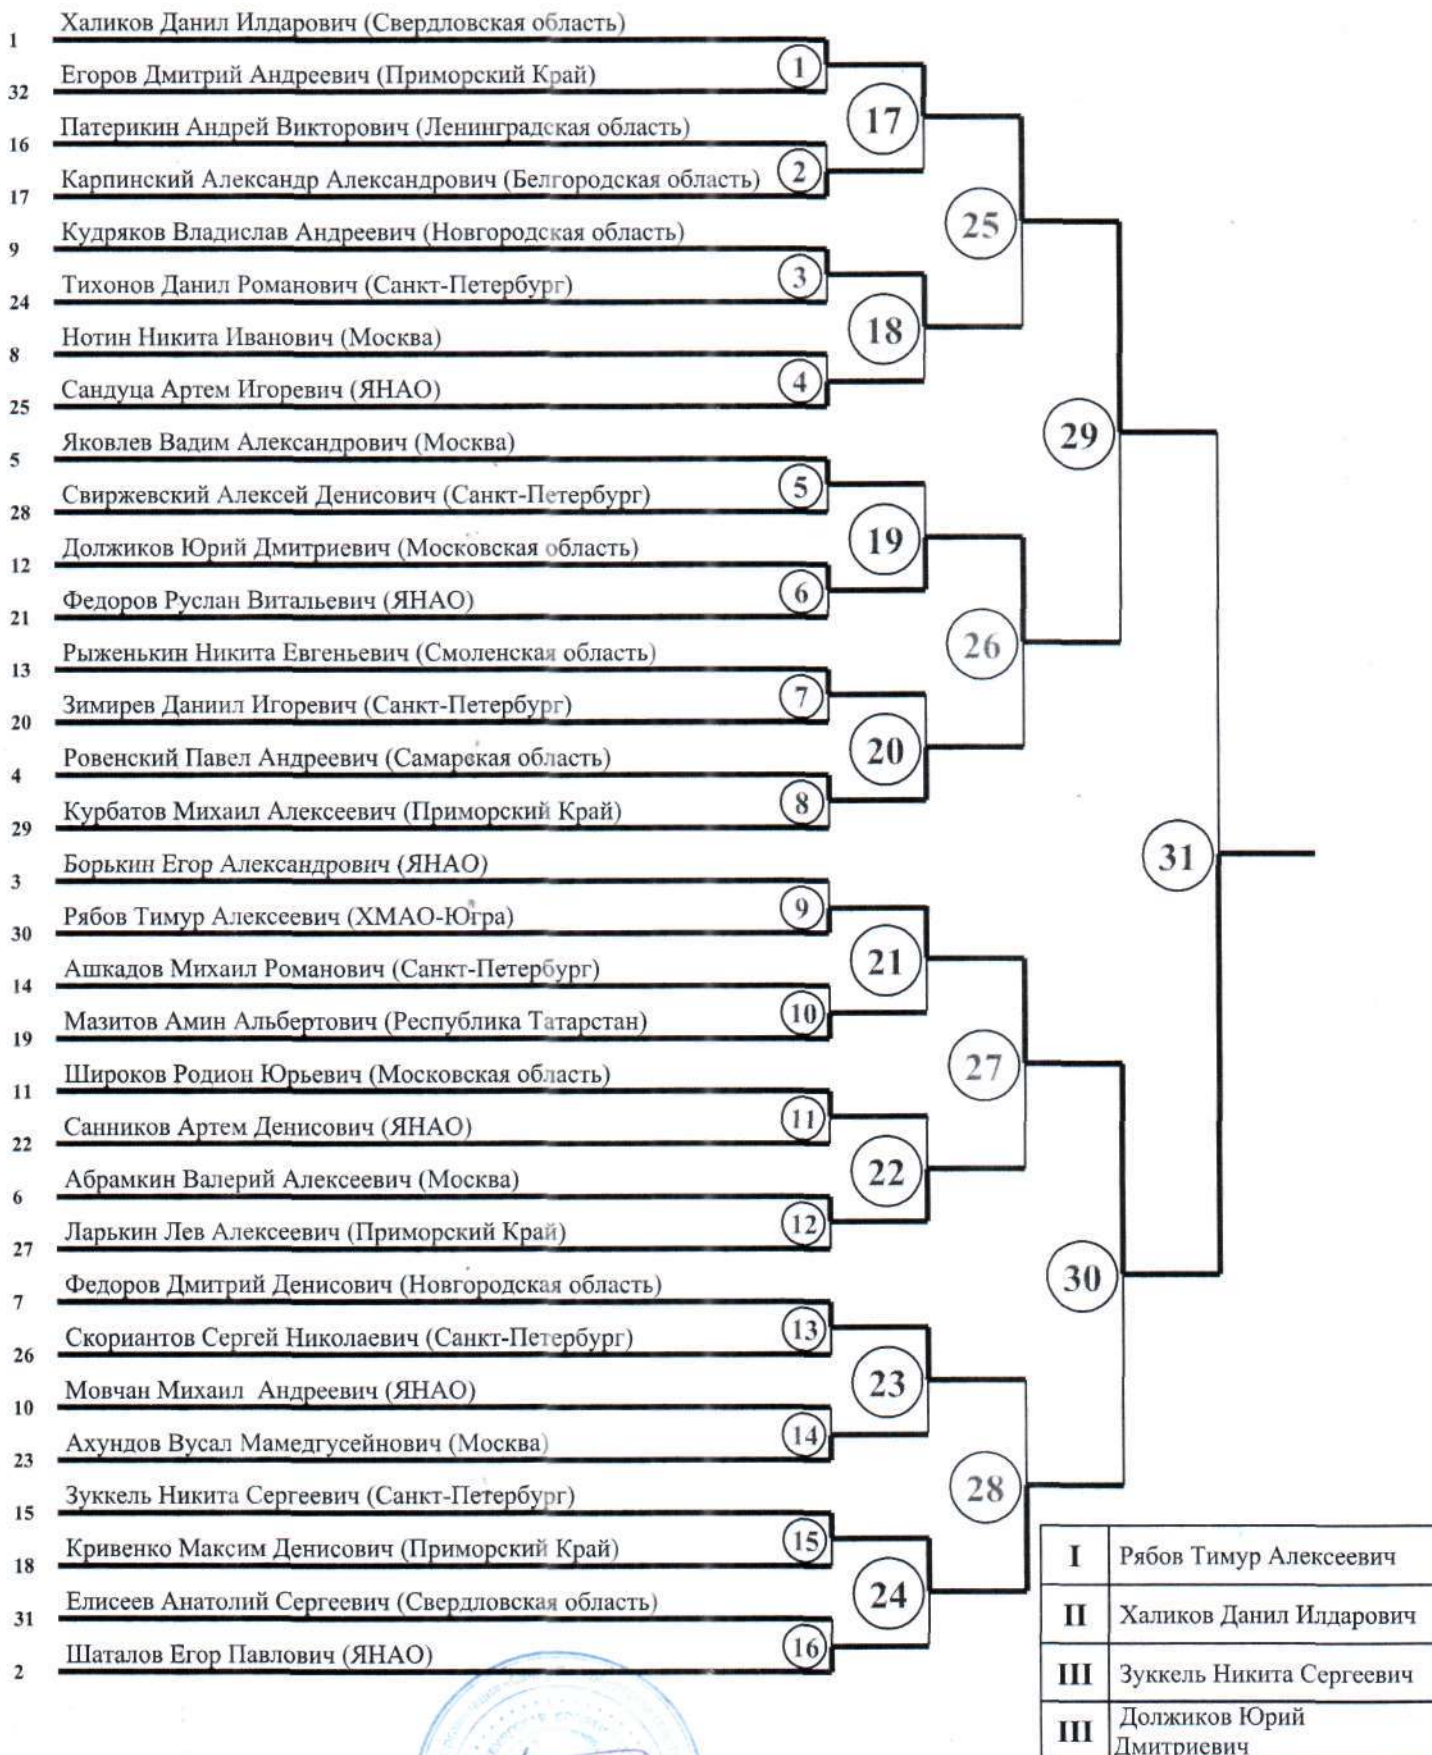 Халиков Данил Илдарович (Свердловская область)
1
Егоров Дмитрий Андреевич (Приморский Край)
32
1
Патерикин Андрей Викторович (Ленинградская область)
16
17
Карпинский Александр Александрович (Белгородская область)
17
2
Кудряков Владислав Андреевич (Новгородская область)
9
25
Тихонов Данил Романович (Санкт-Петербург)
24
3
Нотин Никита Иванович (Москва)
8
18
Сандуца Артем Игоревич (ЯНАО)
25
4
Яковлев Вадим Александрович (Москва)
5
29
Свиржевский Алексей Денисович (Санкт-Петербург)
28
5
Должиков Юрий Дмитриевич (Московская область)
12
19
Федоров Руслан Витальевич (ЯНАО)
21
6
Рыженькин Никита Евгеньевич (Смоленская область)
13
26
Зимирев Даниил Игоревич (Санкт-Петербург)
20
7
Ровенский Павел Андреевич (Самарская область)
4
20
Курбатов Михаил Алексеевич (Приморский Край)
29
8
Борькин Егор Александрович (ЯНАО)
3
31
Рябов Тимур Алексеевич (ХМАО-Югра)
30
9
Ашкадов Михаил Романович (Санкт-Петербург)
14
21
Мазитов Амин Альбертович (Республика Татарстан)
19
10
Широков Родион Юрьевич (Московская область)
11
27
Санников Артем Денисович (ЯНАО)
22
11
Абрамкин Валерий Алексеевич (Москва)
6
22
Ларькин Лев Алексеевич (Приморский Край)
27
12
Федоров Дмитрий Денисович (Новгородская область)
7
30
Скориантов Сергей Николаевич (Санкт-Петербург)
26
13
Мовчан Михаил Андреевич (ЯНАО)
10
23
Ахундов Вусал Мамедгусейнович (Москва)
23
14
Зуккель Никита Сергеевич (Санкт-Петербург)
15
28
Кривенко Максим Денисович (Приморский Край)
18
15
Елисеев Анатолий Сергеевич (Свердловская область)
31
24
Шаталов Егор Павлович (ЯНАО)
2
16
I Рябов Тимур Алексеевич
II Халиков Данил Илдарович
III Зуккель Никита Сергеевич
III Должиков Юрий
Дмитриевич